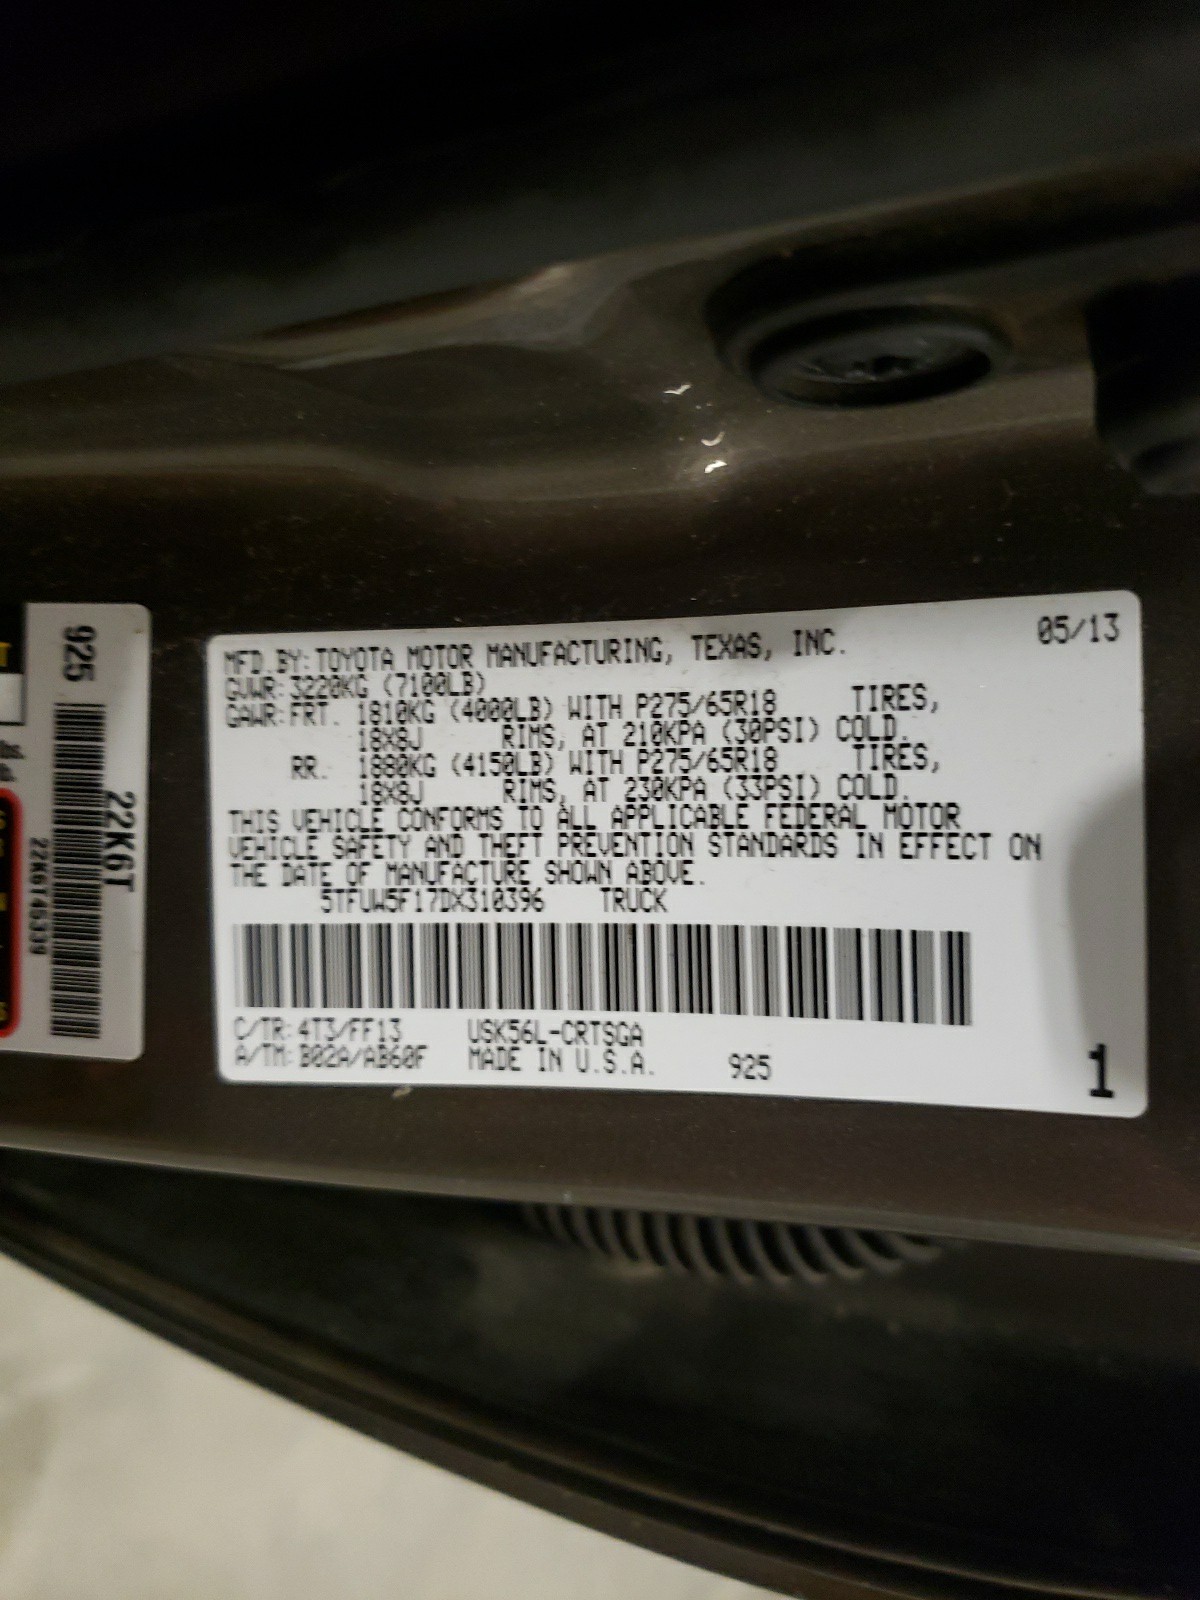 MFD.BY: TOYOTA MOTOR MANUFACTURING, TEXAS, INC. 05/13
GVWR: 3220KG (7100LB)
GAWR: FRT. 1810KG (4000LB) WITH P275/65R18 TIRES,
18X8J RIMS, AT 210KPA (30PSI) COLD.
RR. 1880KG (4150LB) WITH P275/65R18 TIRES,
18X8J RIMS, AT 230KPA (33PSI) COLD.
THIS VEHICLE CONFORMS TO ALL APPLICABLE FEDERAL MOTOR
VEHICLE SAFETY AND THEFT PREVENTION STANDARDS IN EFFECT ON
THE DATE OF MANUFACTURE SHOWN ABOVE.
5TFUW5F17DX310396 TRUCK
C/TR: 4T3/FF13 USK56L-CRTSGA
A/TM: B02A/AB60F MADE IN U.S.A. 925
1
925
22K6T
22K6T4539